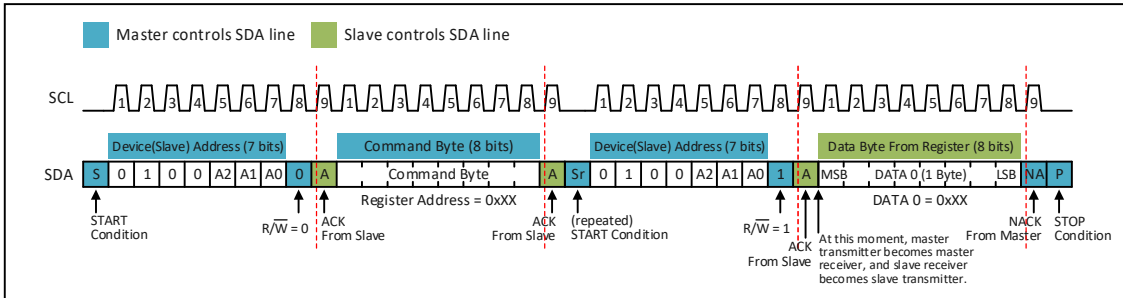 Master controls SDA line Slave controls SDA line
SCL 1 2 3 4 5 6 7 8 9 1 2 3 4 5 6 7 8 9 1 2 3 4 5 6 7 8 9 1 2 3 4 5 6 7 8 9
Device(Slave) Address (7 bits) Command Byte (8 bits) Device(Slave) Address (7 bits) Data Byte From Register (8 bits)
SDA S 0 1 0 0 A2 A1 A0 0 A Command Byte A Sr 0 1 0 0 A2 A1 A0 1 A MSB DATA 0 (1 Byte) LSB NA P
Register Address = 0xXX DATA 0 = 0xXX
START
Condition
R/W = 0
ACK
From Slave
ACK
From Slave
(repeated)
START Condition
R/W = 1
ACK
From Slave
At this moment, master
transmitter becomes master
receiver, and slave receiver
becomes slave transmitter.
NACK
From Master
STOP
Condition